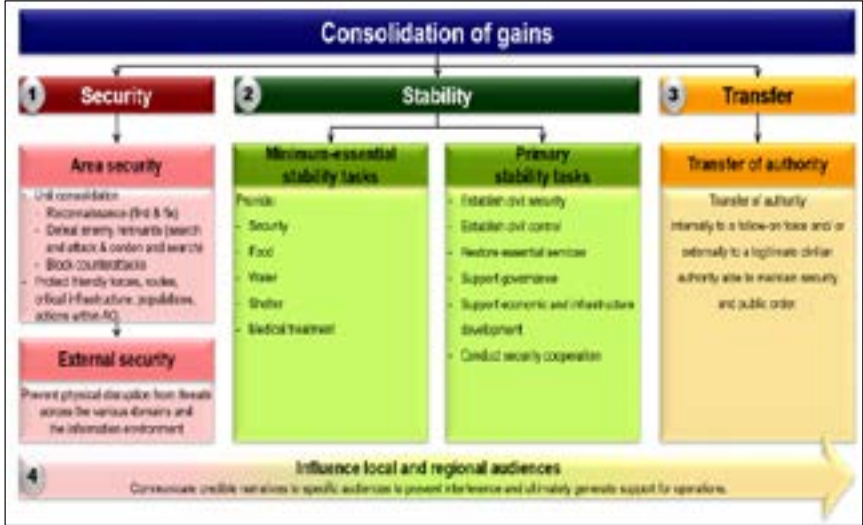 Consolidation of gains
1 Security
Area security
- Unit consolidation
- Reconnaissance (find & fix)
- Defeat enemy remnants (search
and attack & cordon and search)
- Block counterattacks
- Protect friendly forces, routes,
critical infrastructure, populations,
actions within AO
External security
Prevent physical disruption from threats
across the various domains and
the information environment
2 Stability
Minimum-essential
stability tasks
Provide:
- Security
- Food
- Water
- Shelter
- Medical treatment
Primary
stability tasks
- Establish civil security
- Establish civil control
- Restore essential services
- Support governance
- Support economic and infrastructure
development
- Conduct security cooperation
3 Transfer
Transfer of authority
Transfer of authority
internally to a follow-on force and/or
externally to a legitimate civilian
authority able to maintain security
and public order
4 Influence local and regional audiences
Communicate credible narratives to specific audiences to prevent interference and ultimately generate support for operations.